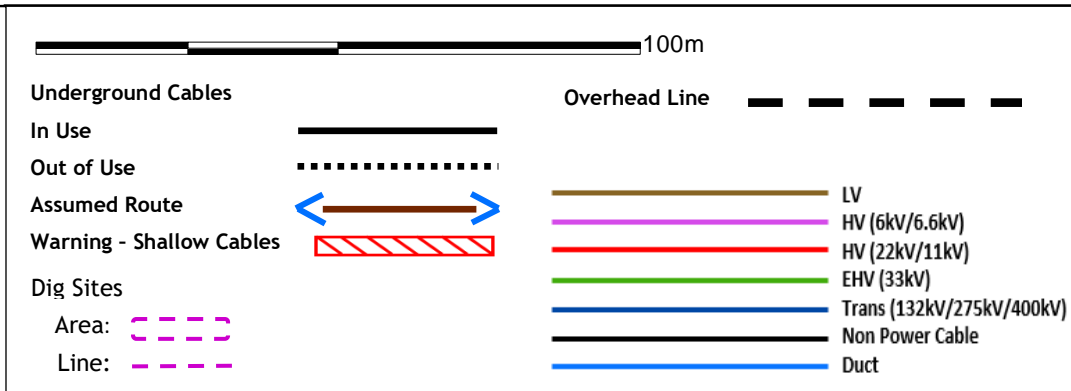 100m
Underground Cables
Overhead Line
In Use
Out of Use
Assumed Route
Warning - Shallow Cables
Dig Sites
Area:
Line:
LV
HV (6kV/6.6kV)
HV (22kV/11kV)
EHV (33kV)
Trans (132kV/275kV/400kV)
Non Power Cable
Duct